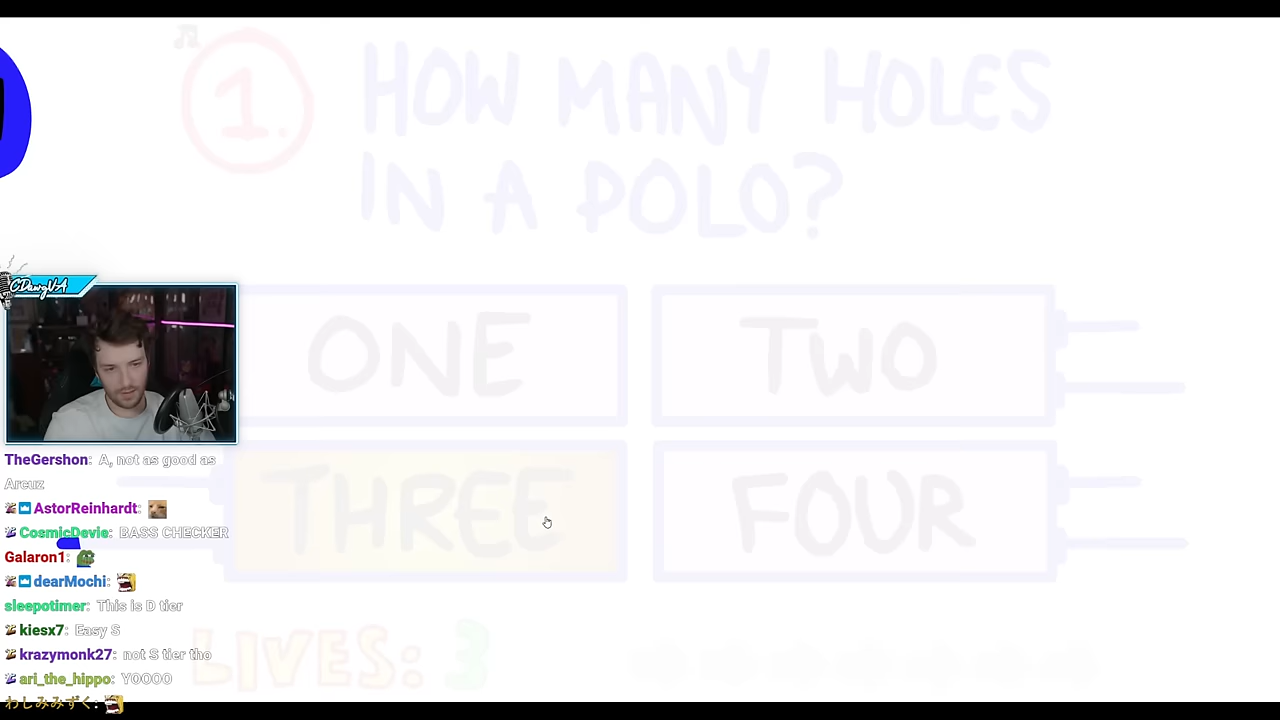 1. HOW MANY HOLES
IN A POLO?
ONE
TWO
THREE
FOUR
LIVES: 3
CDawgVA
TheGershon: A, not as good as
Arcuz
AstorReinhardt:
CosmicDevie: BASS CHECKER
Galaron1:
dearMochi:
sleepotimer: This is D tier
kiesx7: Easy S
krazymonk27: not S tier tho
ari_the_hippo: YOOOO
わしみみずく: